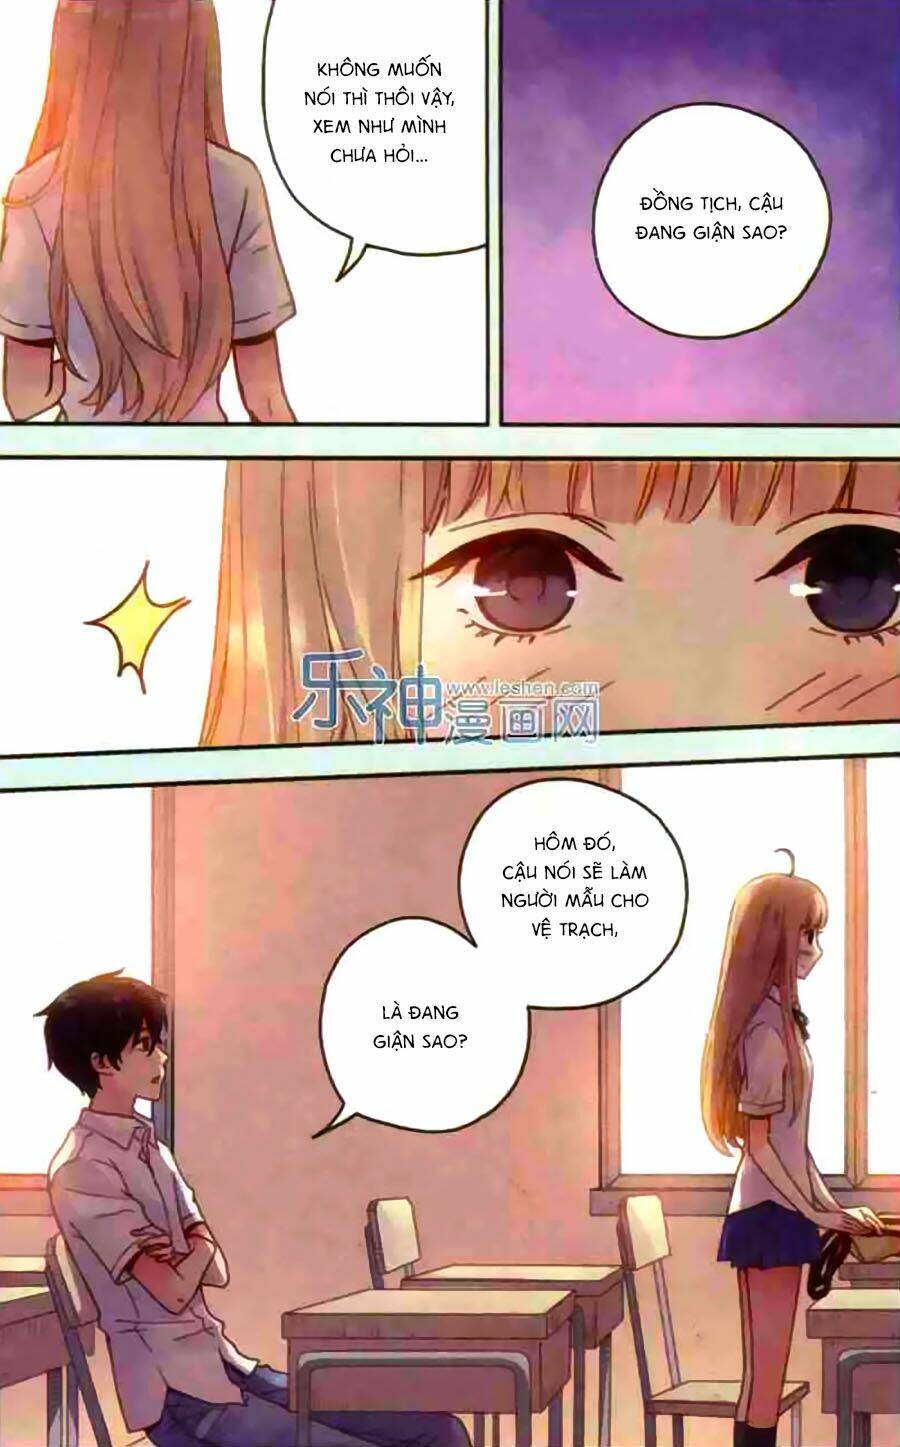 KHÔNG MUỐN
NÓI THÌ THÔI VẬY,
XEM NHƯ MÌNH
CHƯA HỎI...
ĐỒNG TỊCH, CẬU
ĐANG GIẬN SAO?
乐神漫画网
www.leshen.com
HÔM ĐÓ,
CẬU NÓI SẼ LÀM
NGƯỜI MẪU CHO
VỆ TRẠCH,
LÀ ĐANG
GIẬN SAO?